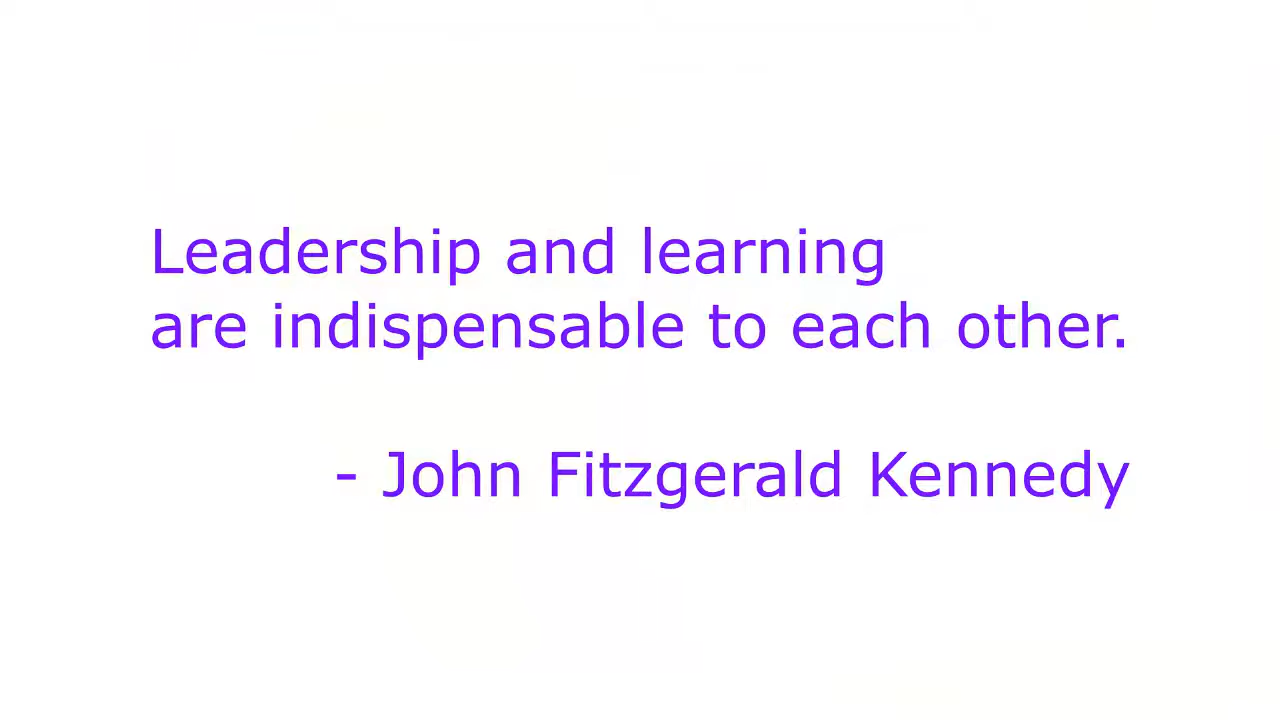 Leadership and learning
are indispensable to each other.
- John Fitzgerald Kennedy